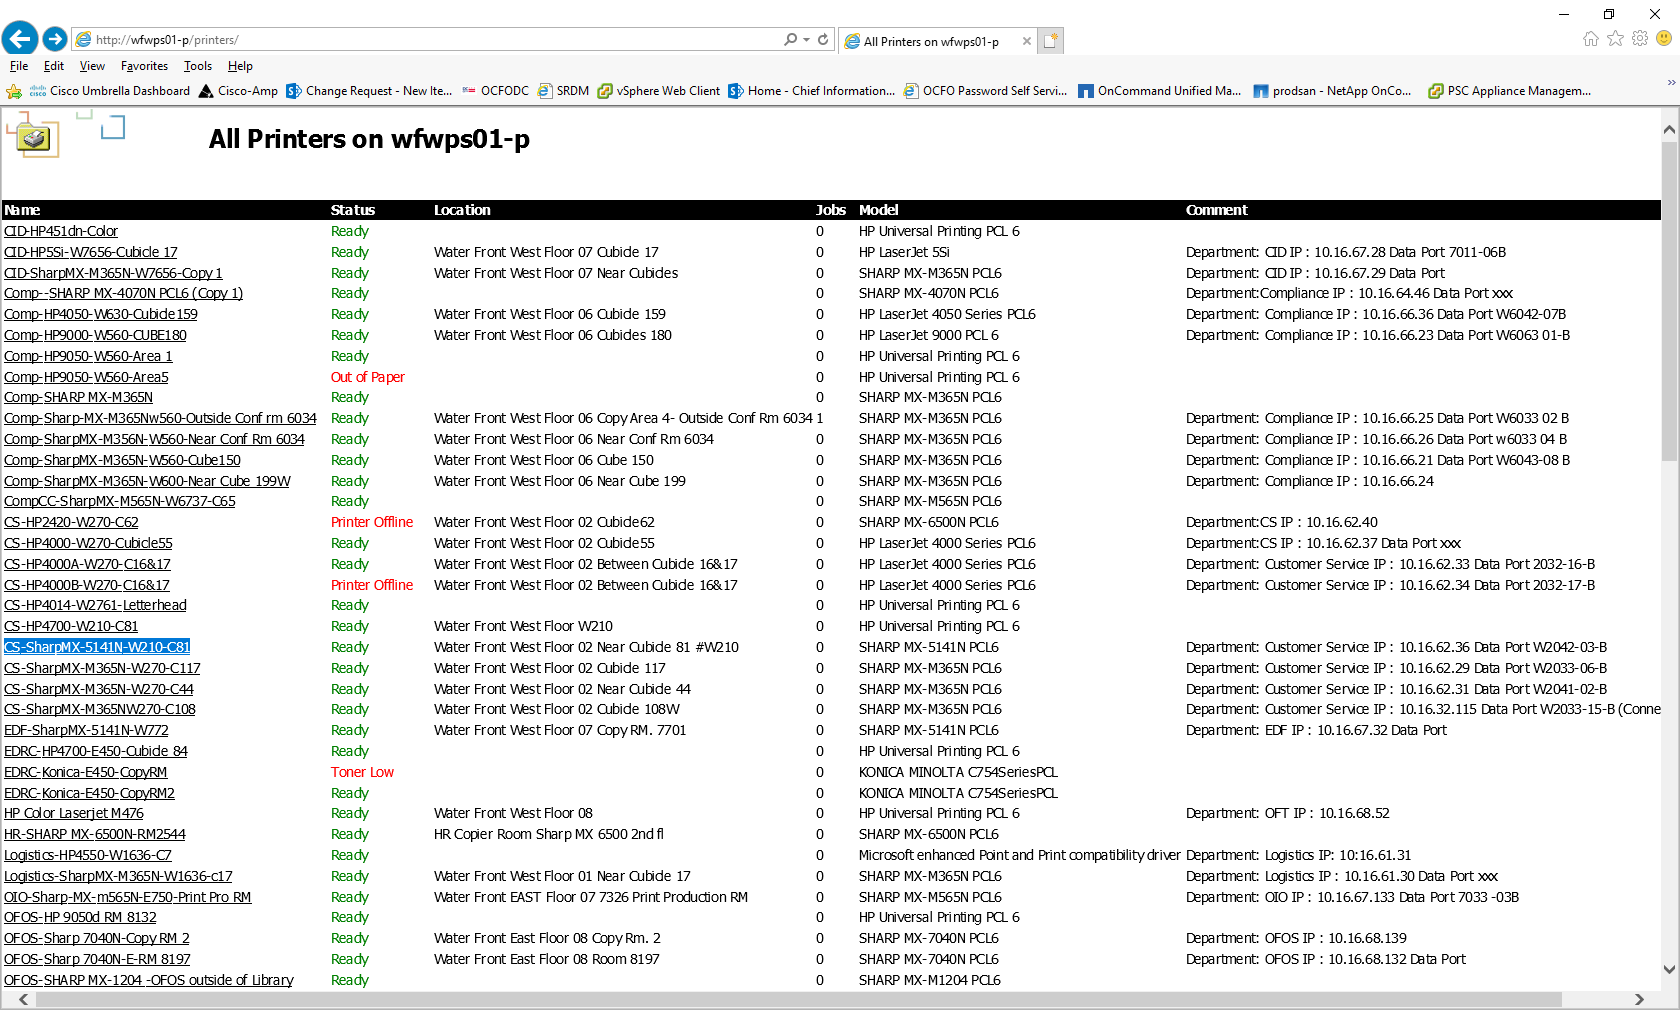 http://wfwps01-p/printers/
All Printers on wfwps01-p
File Edit View Favorites Tools Help
Cisco Umbrella Dashboard Cisco-Amp Change Request - New Ite... OCFODC SRDM vSphere Web Client Home - Chief Information... OCFO Password Self Servi... OnCommand Unified Ma... prodsan - NetApp OnCo... PSC Appliance Managem...
All Printers on wfwps01-p
Name Status Location Jobs Model Comment
CID-HP451dn-Color Ready 0 HP Universal Printing PCL 6
CID-HP5Si-W7656-Cubicle 17 Ready Water Front West Floor 07 Cubicle 17 0 HP LaserJet 5Si Department: CID IP : 10.16.67.28 Data Port 7011-06B
CID-SharpMX-M365N-W7656-Copy 1 Ready Water Front West Floor 07 Near Cubicles 0 SHARP MX-M365N PCL6 Department: CID IP : 10.16.67.29 Data Port
Comp--SHARP MX-4070N PCL6 (Copy 1) Ready 0 SHARP MX-4070N PCL6 Department:Compliance IP : 10.16.64.46 Data Port xxx
Comp-HP4050-W630-Cubicle159 Ready Water Front West Floor 06 Cubicle 159 0 HP LaserJet 4050 Series PCL6 Department: Compliance IP : 10.16.66.36 Data Port W6042-07B
Comp-HP9000-W560-CUBE180 Ready Water Front West Floor 06 Cubicles 180 0 HP LaserJet 9000 PCL 6 Department: Compliance IP : 10.16.66.23 Data Port W6063 01-B
Comp-HP9050-W560-Area 1 Ready 0 HP Universal Printing PCL 6
Comp-HP9050-W560-Area5 Out of Paper 0 HP Universal Printing PCL 6
Comp-SHARP MX-M365N Ready 0 SHARP MX-M365N PCL6
Comp-Sharp-MX-M365Nw560-Outside Conf rm 6034 Ready Water Front West Floor 06 Copy Area 4- Outside Conf Rm 6034 1 SHARP MX-M365N PCL6 Department: Compliance IP : 10.16.66.25 Data Port W6033 02 B
Comp-SharpMX-M356N-W560-Near Conf Rm 6034 Ready Water Front West Floor 06 Near Conf Rm 6034 0 SHARP MX-M365N PCL6 Department: Compliance IP : 10.16.66.26 Data Port w6033 04 B
Comp-SharpMX-M365N-W560-Cube150 Ready Water Front West Floor 06 Cube 150 0 SHARP MX-M365N PCL6 Department: Compliance IP : 10.16.66.21 Data Port W6043-08 B
Comp-SharpMX-M365N-W600-Near Cube 199W Ready Water Front West Floor 06 Near Cube 199 0 SHARP MX-M365N PCL6 Department: Compliance IP : 10.16.66.24
CompCC-SharpMX-M565N-W6737-C65 Ready 0 SHARP MX-M565N PCL6
CS-HP2420-W270-C62 Printer Offline Water Front West Floor 02 Cubicle62 0 SHARP MX-6500N PCL6 Department:CS IP : 10.16.62.40
CS-HP4000-W270-Cubicle55 Ready Water Front West Floor 02 Cubicle55 0 HP LaserJet 4000 Series PCL6 Department:CS IP : 10.16.62.37 Data Port xxx
CS-HP4000A-W270-C16&17 Ready Water Front West Floor 02 Between Cubicle 16&17 0 HP LaserJet 4000 Series PCL6 Department: Customer Service IP : 10.16.62.33 Data Port 2032-16-B
CS-HP4000B-W270-C16&17 Printer Offline Water Front West Floor 02 Between Cubicle 16&17 0 HP LaserJet 4000 Series PCL6 Department: Customer Service IP : 10.16.62.34 Data Port 2032-17-B
CS-HP4014-W2761-Letterhead Ready 0 HP Universal Printing PCL 6
CS-HP4700-W210-C81 Ready Water Front West Floor W210 0 HP Universal Printing PCL 6
CS-SharpMX-5141N-W210-C81 Ready Water Front West Floor 02 Near Cubicle 81 #W210 0 SHARP MX-5141N PCL6 Department: Customer Service IP : 10.16.62.36 Data Port W2042-03-B
CS-SharpMX-M365N-W270-C117 Ready Water Front West Floor 02 Cubicle 117 0 SHARP MX-M365N PCL6 Department: Customer Service IP : 10.16.62.29 Data Port W2033-06-B
CS-SharpMX-M365N-W270-C44 Ready Water Front West Floor 02 Near Cubicle 44 0 SHARP MX-M365N PCL6 Department: Customer Service IP : 10.16.62.31 Data Port W2041-02-B
CS-SharpMX-M365NW270-C108 Ready Water Front West Floor 02 Cubicle 108W 0 SHARP MX-M365N PCL6 Department: Customer Service IP : 10.16.32.115 Data Port W2033-15-B (Conne
EDF-SharpMX-5141N-W772 Ready Water Front West Floor 07 Copy RM. 7701 0 SHARP MX-5141N PCL6 Department: EDF IP : 10.16.67.32 Data Port
EDRC-HP4700-E450-Cubicle 84 Ready 0 HP Universal Printing PCL 6
EDRC-Konica-E450-CopyRM Toner Low 0 KONICA MINOLTA C754SeriesPCL
EDRC-Konica-E450-CopyRM2 Ready 0 KONICA MINOLTA C754SeriesPCL
HP Color Laserjet M476 Ready Water Front West Floor 08 0 HP Universal Printing PCL 6 Department: OFT IP : 10.16.68.52
HR-SHARP MX-6500N-RM2544 Ready HR Copier Room Sharp MX 6500 2nd fl 0 SHARP MX-6500N PCL6
Logistics-HP4550-W1636-C7 Ready 0 Microsoft enhanced Point and Print compatibility driver Department: Logistics IP: 10:16.61.31
Logistics-SharpMX-M365N-W1636-c17 Ready Water Front West Floor 01 Near Cubicle 17 0 SHARP MX-M365N PCL6 Department: Logistics IP : 10.16.61.30 Data Port xxx
OIO-Sharp-MX-m565N-E750-Print Pro RM Ready Water Front EAST Floor 07 7326 Print Production RM 0 SHARP MX-M565N PCL6 Department: OIO IP : 10.16.67.133 Data Port 7033 -03B
OFOS-HP 9050d RM 8132 Ready 0 HP Universal Printing PCL 6
OFOS-Sharp 7040N-Copy RM 2 Ready Water Front East Floor 08 Copy Rm. 2 0 SHARP MX-7040N PCL6 Department: OFOS IP : 10.16.68.139
OFOS-Sharp 7040N-E-RM 8197 Ready Water Front East Floor 08 Room 8197 0 SHARP MX-7040N PCL6 Department: OFOS IP : 10.16.68.132 Data Port
OFOS-SHARP MX-1204 -OFOS outside of Library Ready 0 SHARP MX-M1204 PCL6